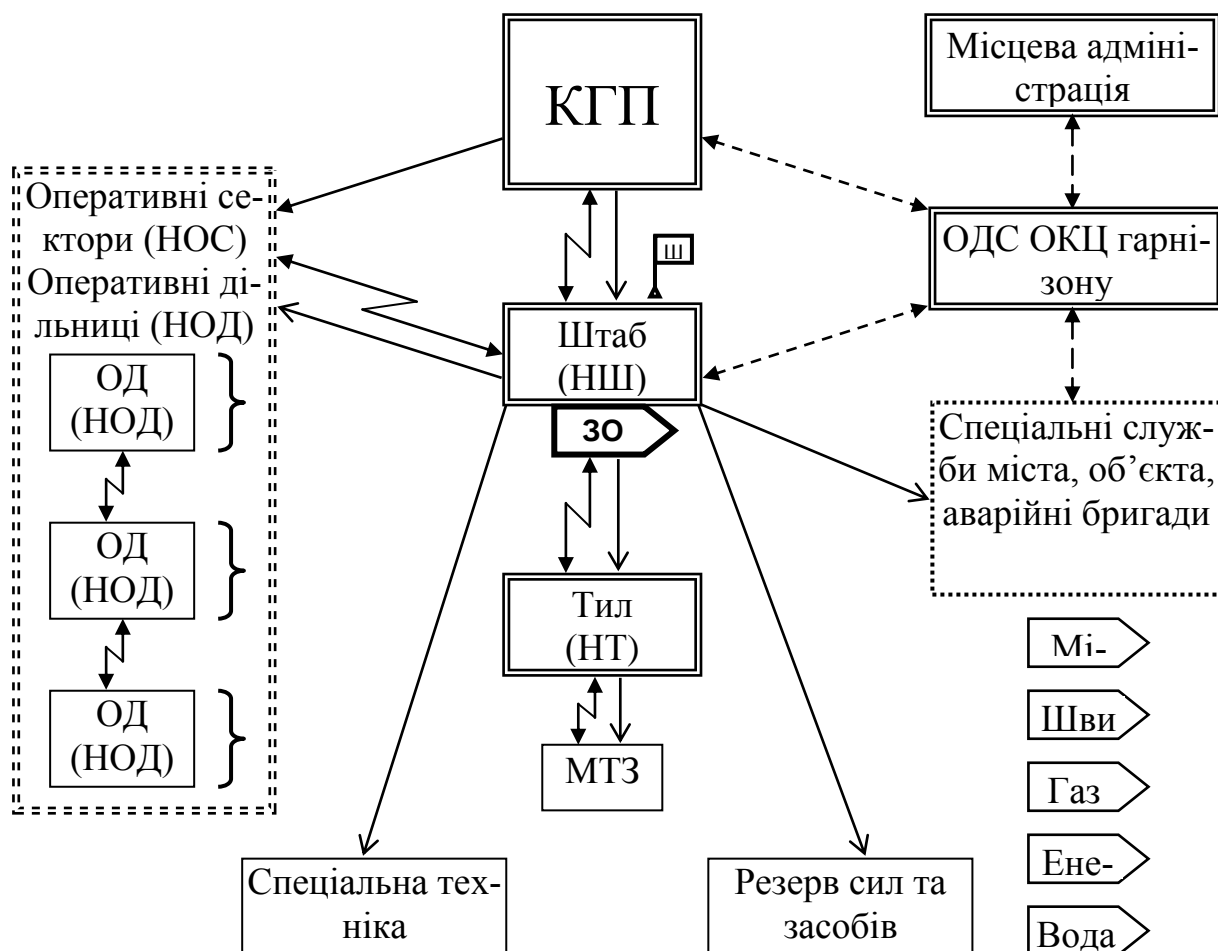 КГП
Місцева адміні-
страція
Оперативні се-
ктори (НОС)
Оперативні ді-
льниці (НОД)
ОДС ОКЦ гарні-
зону
Ш
Штаб
(НШ)
ЗО
ОД
(НОД)
Спеціальні служ-
би міста, об’єкта,
аварійні бригади
ОД
(НОД)
Тил
(НТ)
Мі-
ОД
(НОД)
Шви
МТЗ
Газ
Спеціальна тех-
ніка
Резерв сил та
засобів
Ене-
Вода